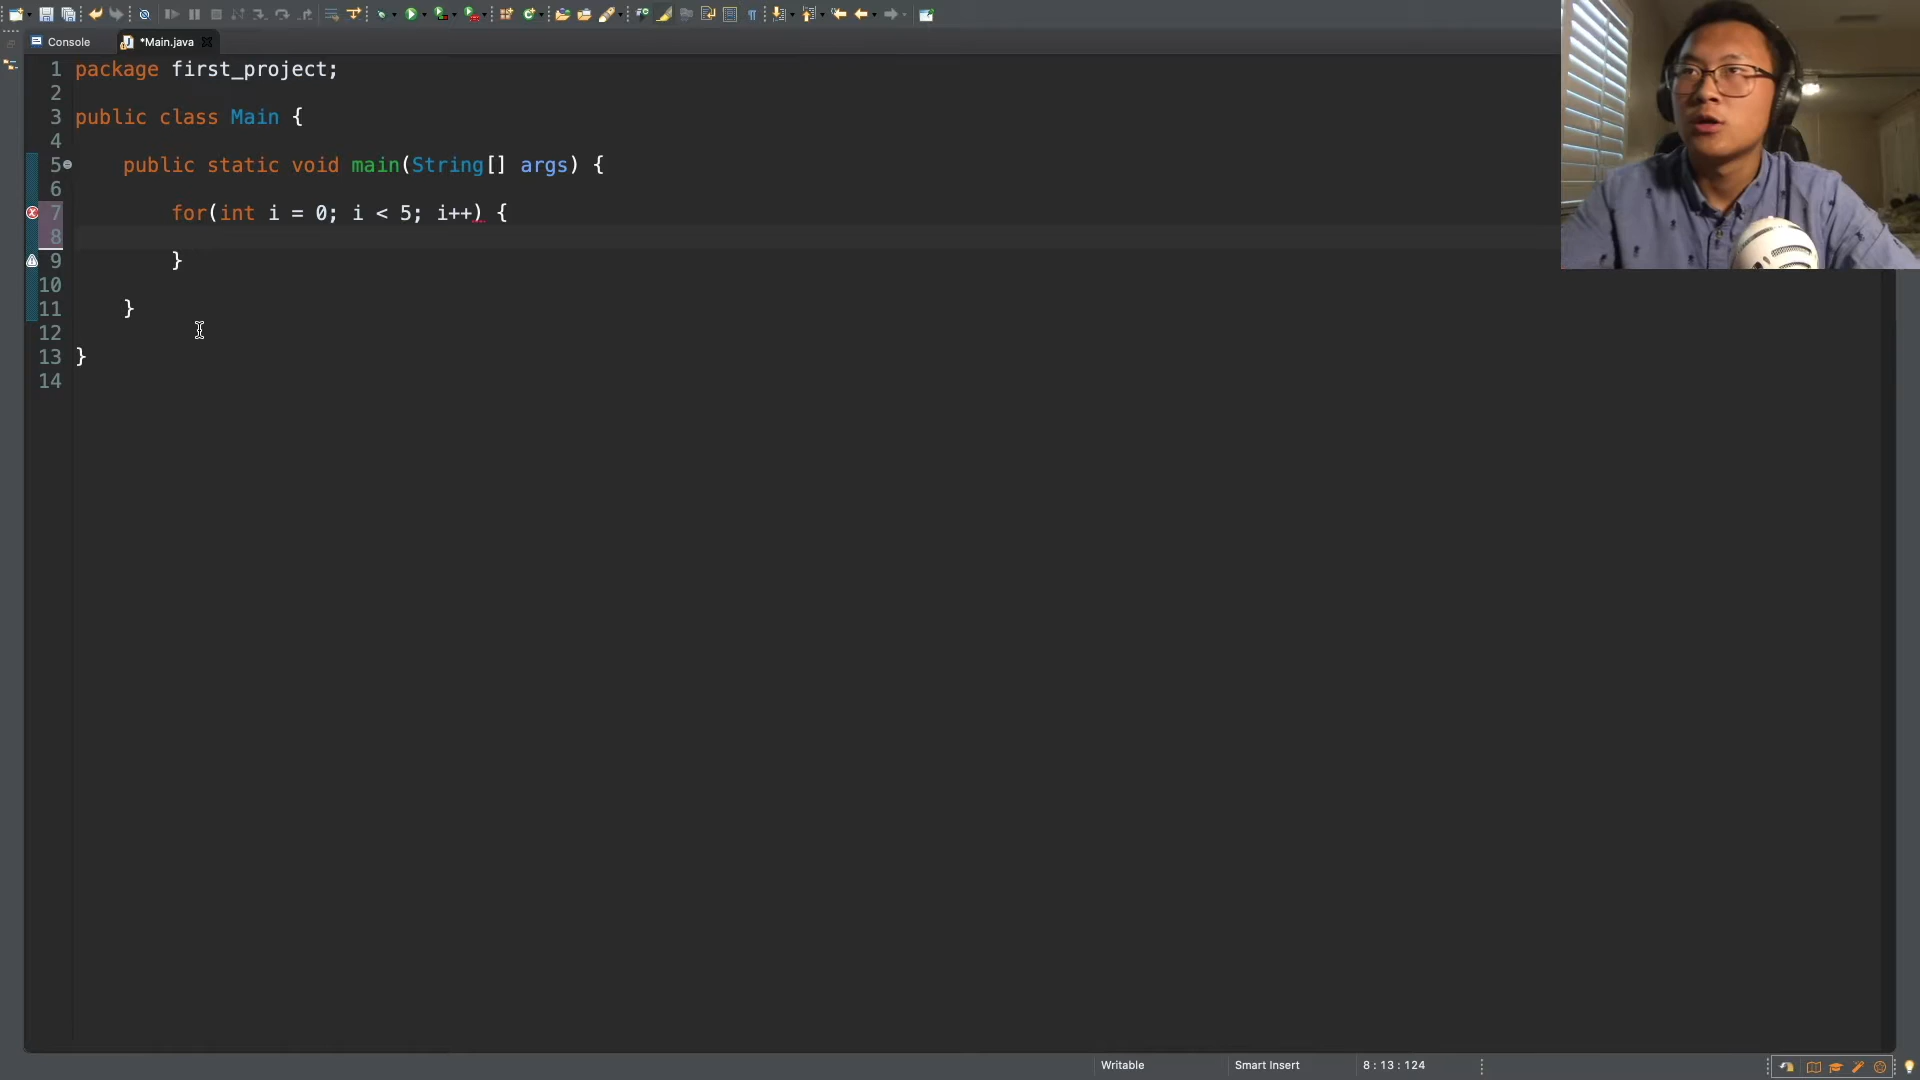 Console
*Main.java
1 package first_project;
2
3 public class Main {
4
5 public static void main(String[] args) {
6
7 for(int i = 0; i < 5; i++) {
8
9 }
10
11 }
12
13 }
14
Writable
Smart Insert
8 : 13 : 124